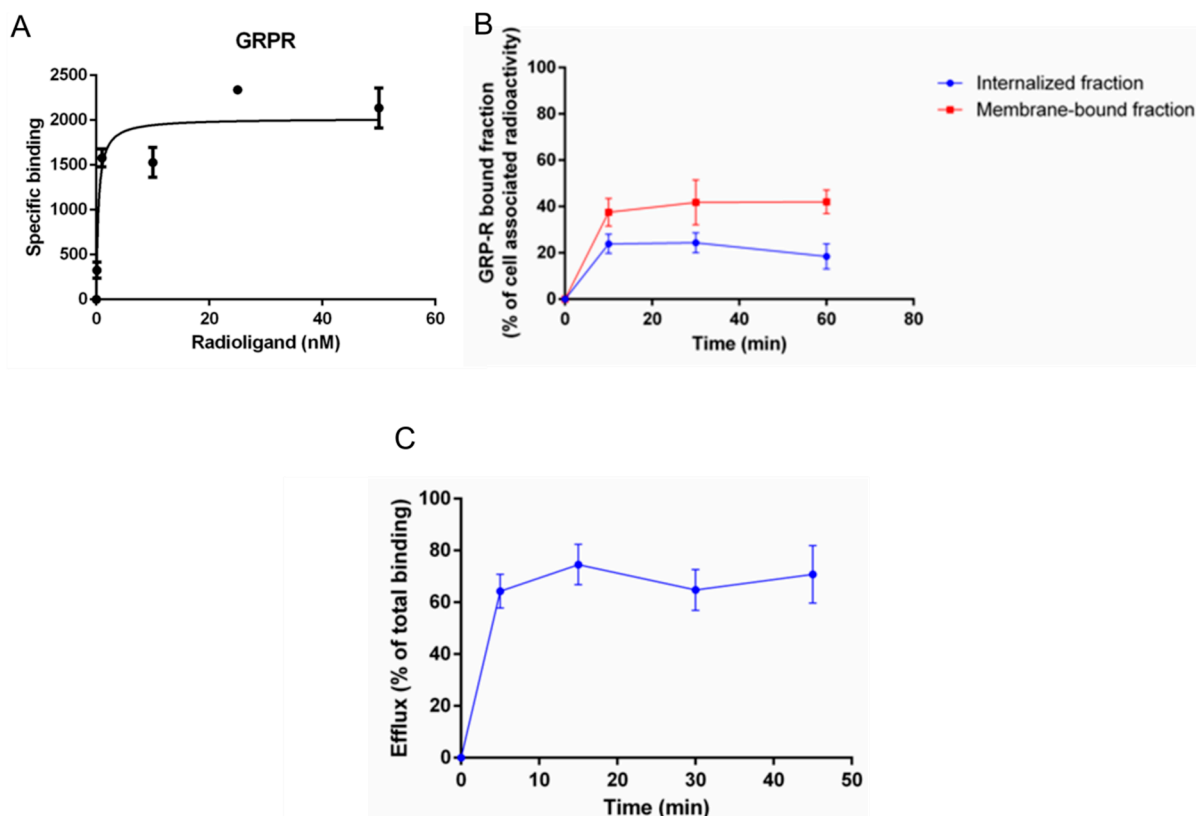 A
GRPR
Specific binding
2500
2000
1500
1000
500
0
0 20 40 60
Radioligand (nM)
B
GRP-R bound fraction
(% of cell associated radioactivity)
100
80
60
40
20
0
0 20 40 60 80
Time (min)
Internalized fraction
Membrane-bound fraction
C
Efflux (% of total binding)
100
80
60
40
20
0
0 10 20 30 40 50
Time (min)